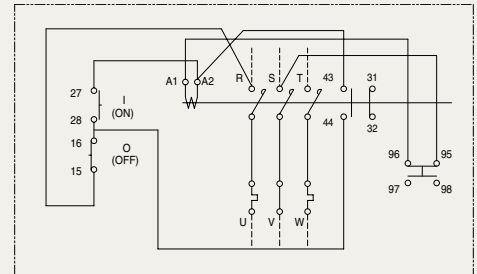 A1 A2 R S T 43 31
27
I
(ON)
28
16
O
(OFF)
15
44 32
96 95
97 98
U V W